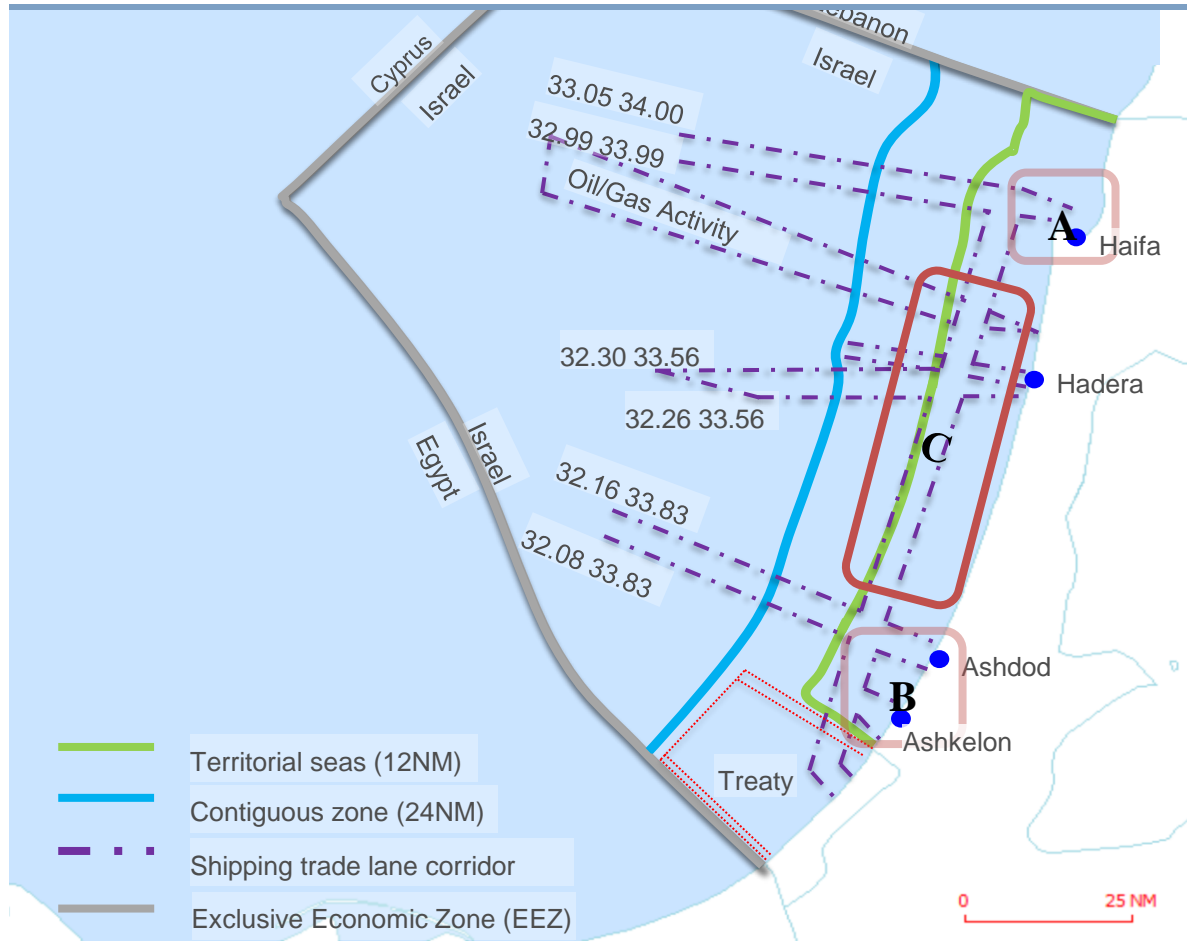 Lebanon
Israel
Cyprus
Israel
33.05 34.00
32.99 33.99
Oil/Gas Activity
A
Haifa
32.30 33.56
Hadera
32.26 33.56
C
Israel
Egypt
32.16 33.83
32.08 33.83
Ashdod
B
Ashkelon
Treaty
Territorial seas (12NM)
Contiguous zone (24NM)
Shipping trade lane corridor
Exclusive Economic Zone (EEZ)
0 25 NM